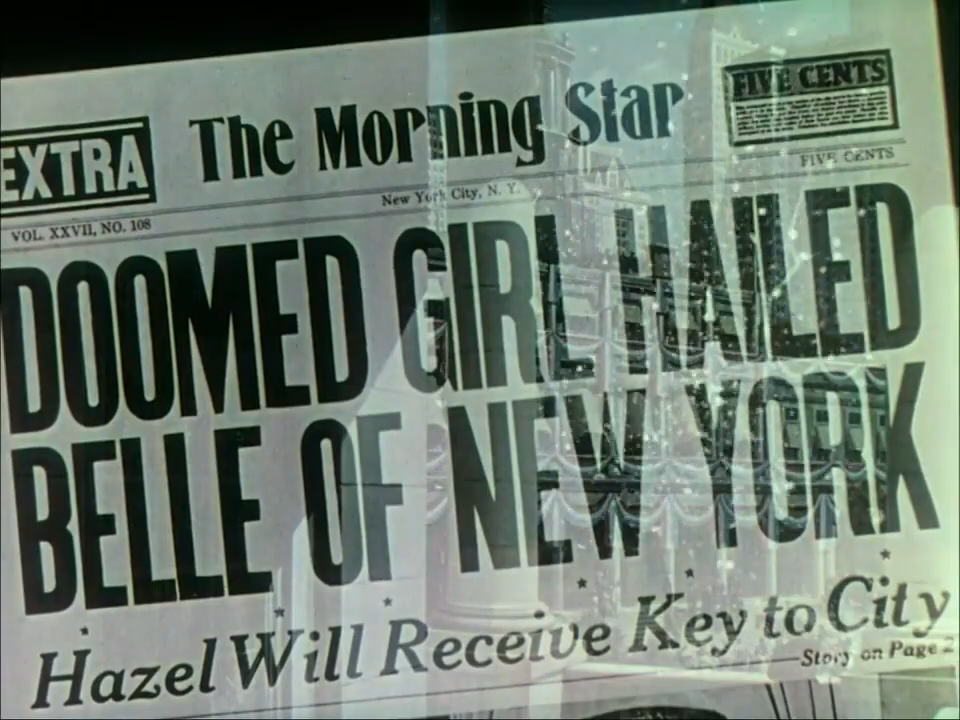 EXTRA
The Morning Star
FIVE CENTS
FIVE CENTS
New York City, N. Y.
VOL. XXVII, NO. 108
DOOMED GIRL HAILED
BELLE OF NEW YORK
Hazel Will Receive Key to City
Story on Page 2